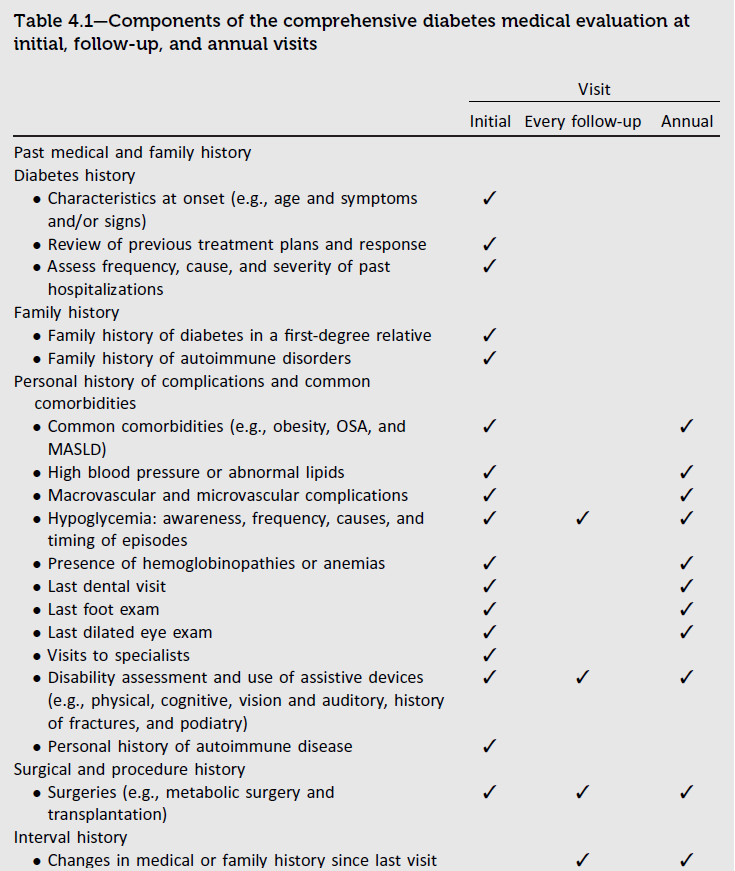 Table 4.1—Components of the comprehensive diabetes medical evaluation at
initial, follow-up, and annual visits
Visit
Initial Every follow-up Annual
Past medical and family history
Diabetes history
• Characteristics at onset (e.g., age and symptoms ✓
and/or signs)
• Review of previous treatment plans and response ✓
• Assess frequency, cause, and severity of past ✓
hospitalizations
Family history
• Family history of diabetes in a first-degree relative ✓
• Family history of autoimmune disorders ✓
Personal history of complications and common
comorbidities
• Common comorbidities (e.g., obesity, OSA, and ✓ ✓
MASLD)
• High blood pressure or abnormal lipids ✓ ✓
• Macrovascular and microvascular complications ✓ ✓
• Hypoglycemia: awareness, frequency, causes, and ✓ ✓ ✓
timing of episodes
• Presence of hemoglobinopathies or anemias ✓ ✓
• Last dental visit ✓ ✓
• Last foot exam ✓ ✓
• Last dilated eye exam ✓ ✓
• Visits to specialists ✓
• Disability assessment and use of assistive devices ✓ ✓ ✓
(e.g., physical, cognitive, vision and auditory, history
of fractures, and podiatry)
• Personal history of autoimmune disease ✓
Surgical and procedure history
• Surgeries (e.g., metabolic surgery and ✓ ✓ ✓
transplantation)
Interval history
• Changes in medical or family history since last visit ✓ ✓